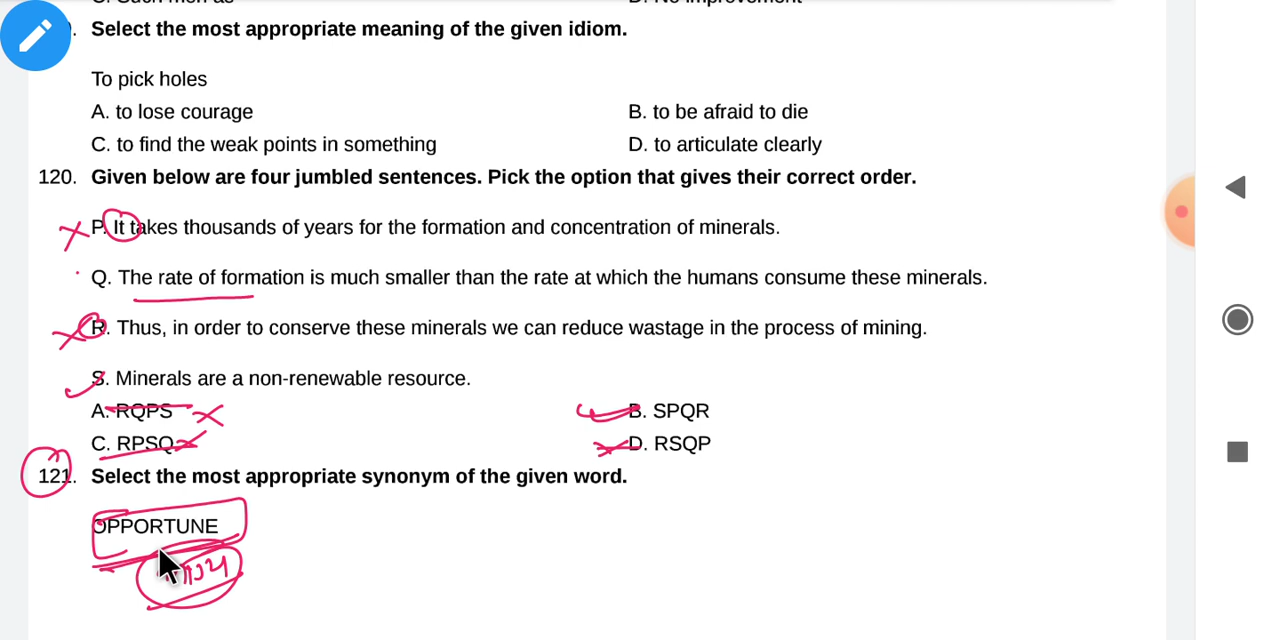 Select the most appropriate meaning of the given idiom.
To pick holes
A. to lose courage
B. to be afraid to die
C. to find the weak points in something
D. to articulate clearly
120. Given below are four jumbled sentences. Pick the option that gives their correct order.
P. It takes thousands of years for the formation and concentration of minerals.
Q. The rate of formation is much smaller than the rate at which the humans consume these minerals.
R. Thus, in order to conserve these minerals we can reduce wastage in the process of mining.
S. Minerals are a non-renewable resource.
A. RQPS
B. SPQR
C. RPSQ
D. RSQP
121. Select the most appropriate synonym of the given word.
OPPORTUNE